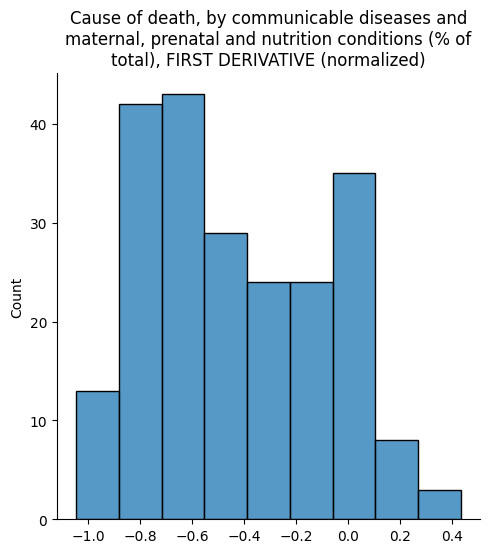 Cause of death, by communicable diseases and
maternal, prenatal and nutrition conditions (% of
total), FIRST DERIVATIVE (normalized)
40
30
20
10
0
Count
−1.0 −0.8 −0.6 −0.4 −0.2 0.0 0.2 0.4